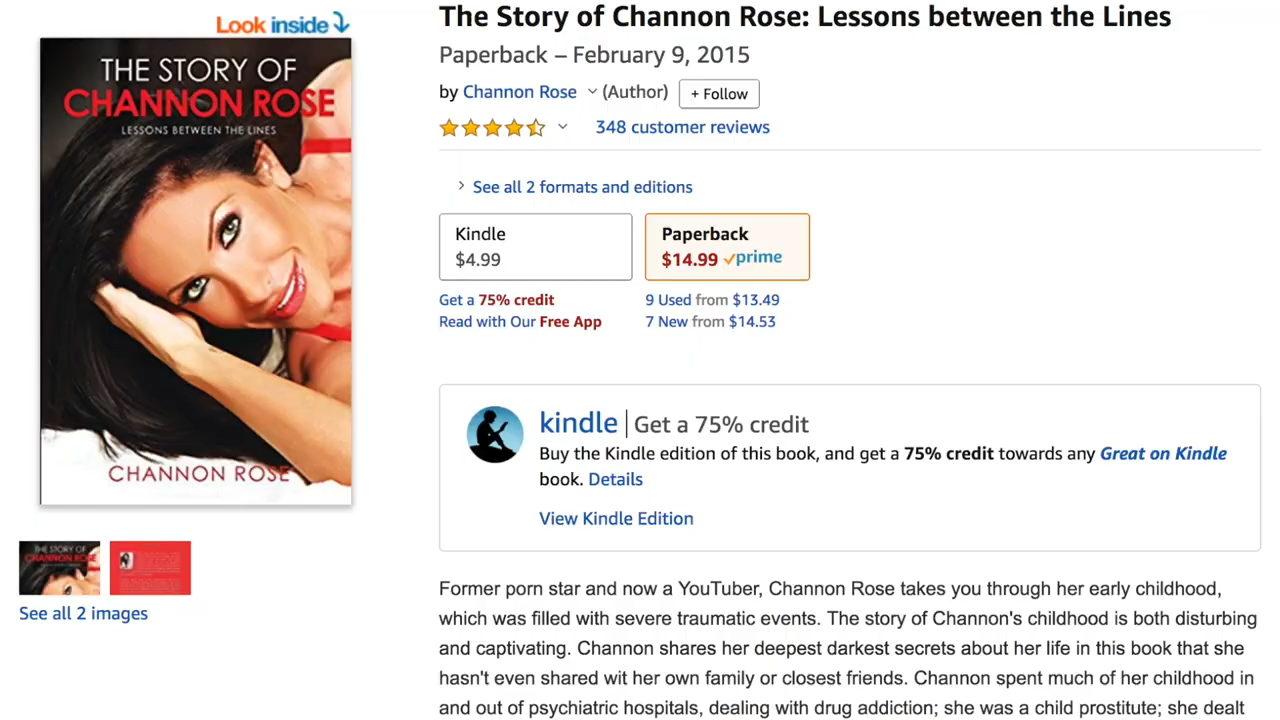 Look inside
THE STORY OF
CHANNON ROSE
LESSONS BETWEEN THE LINES
CHANNON ROSE
THE STORY OF
CHANNON ROSE
See all 2 images
The Story of Channon Rose: Lessons between the Lines
Paperback – February 9, 2015
by Channon Rose (Author) + Follow
348 customer reviews
See all 2 formats and editions
Kindle
$4.99
Get a 75% credit
Read with Our Free App
Paperback
$14.99 prime
9 Used from $13.49
7 New from $14.53
kindle Get a 75% credit
Buy the Kindle edition of this book, and get a 75% credit towards any Great on Kindle
book. Details
View Kindle Edition
Former porn star and now a YouTuber, Channon Rose takes you through her early childhood,
which was filled with severe traumatic events. The story of Channon's childhood is both disturbing
and captivating. Channon shares her deepest darkest secrets about her life in this book that she
hasn't even shared wit her own family or closest friends. Channon spent much of her childhood in
and out of psychiatric hospitals, dealing with drug addiction; she was a child prostitute; she dealt